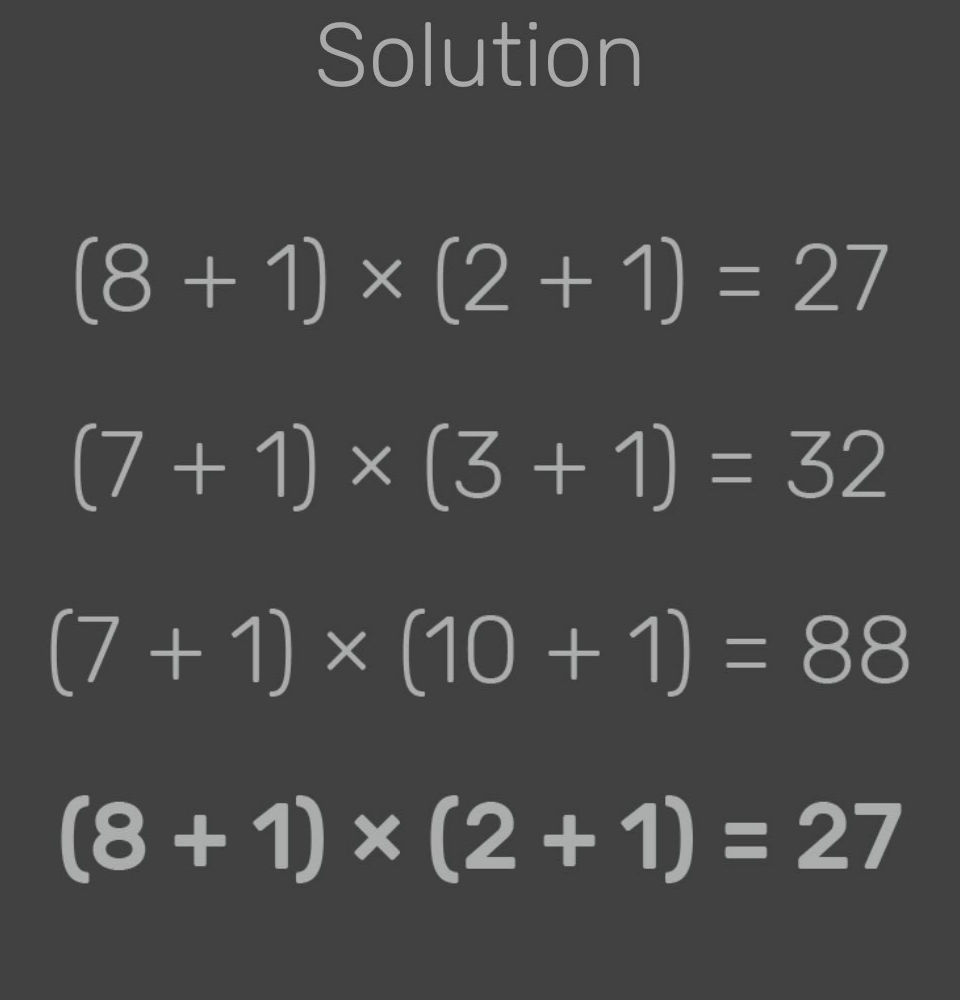 Solution
(8 + 1) × (2 + 1) = 27
(7 + 1) × (3 + 1) = 32
(7 + 1) × (10 + 1) = 88
(8 + 1) × (2 + 1) = 27